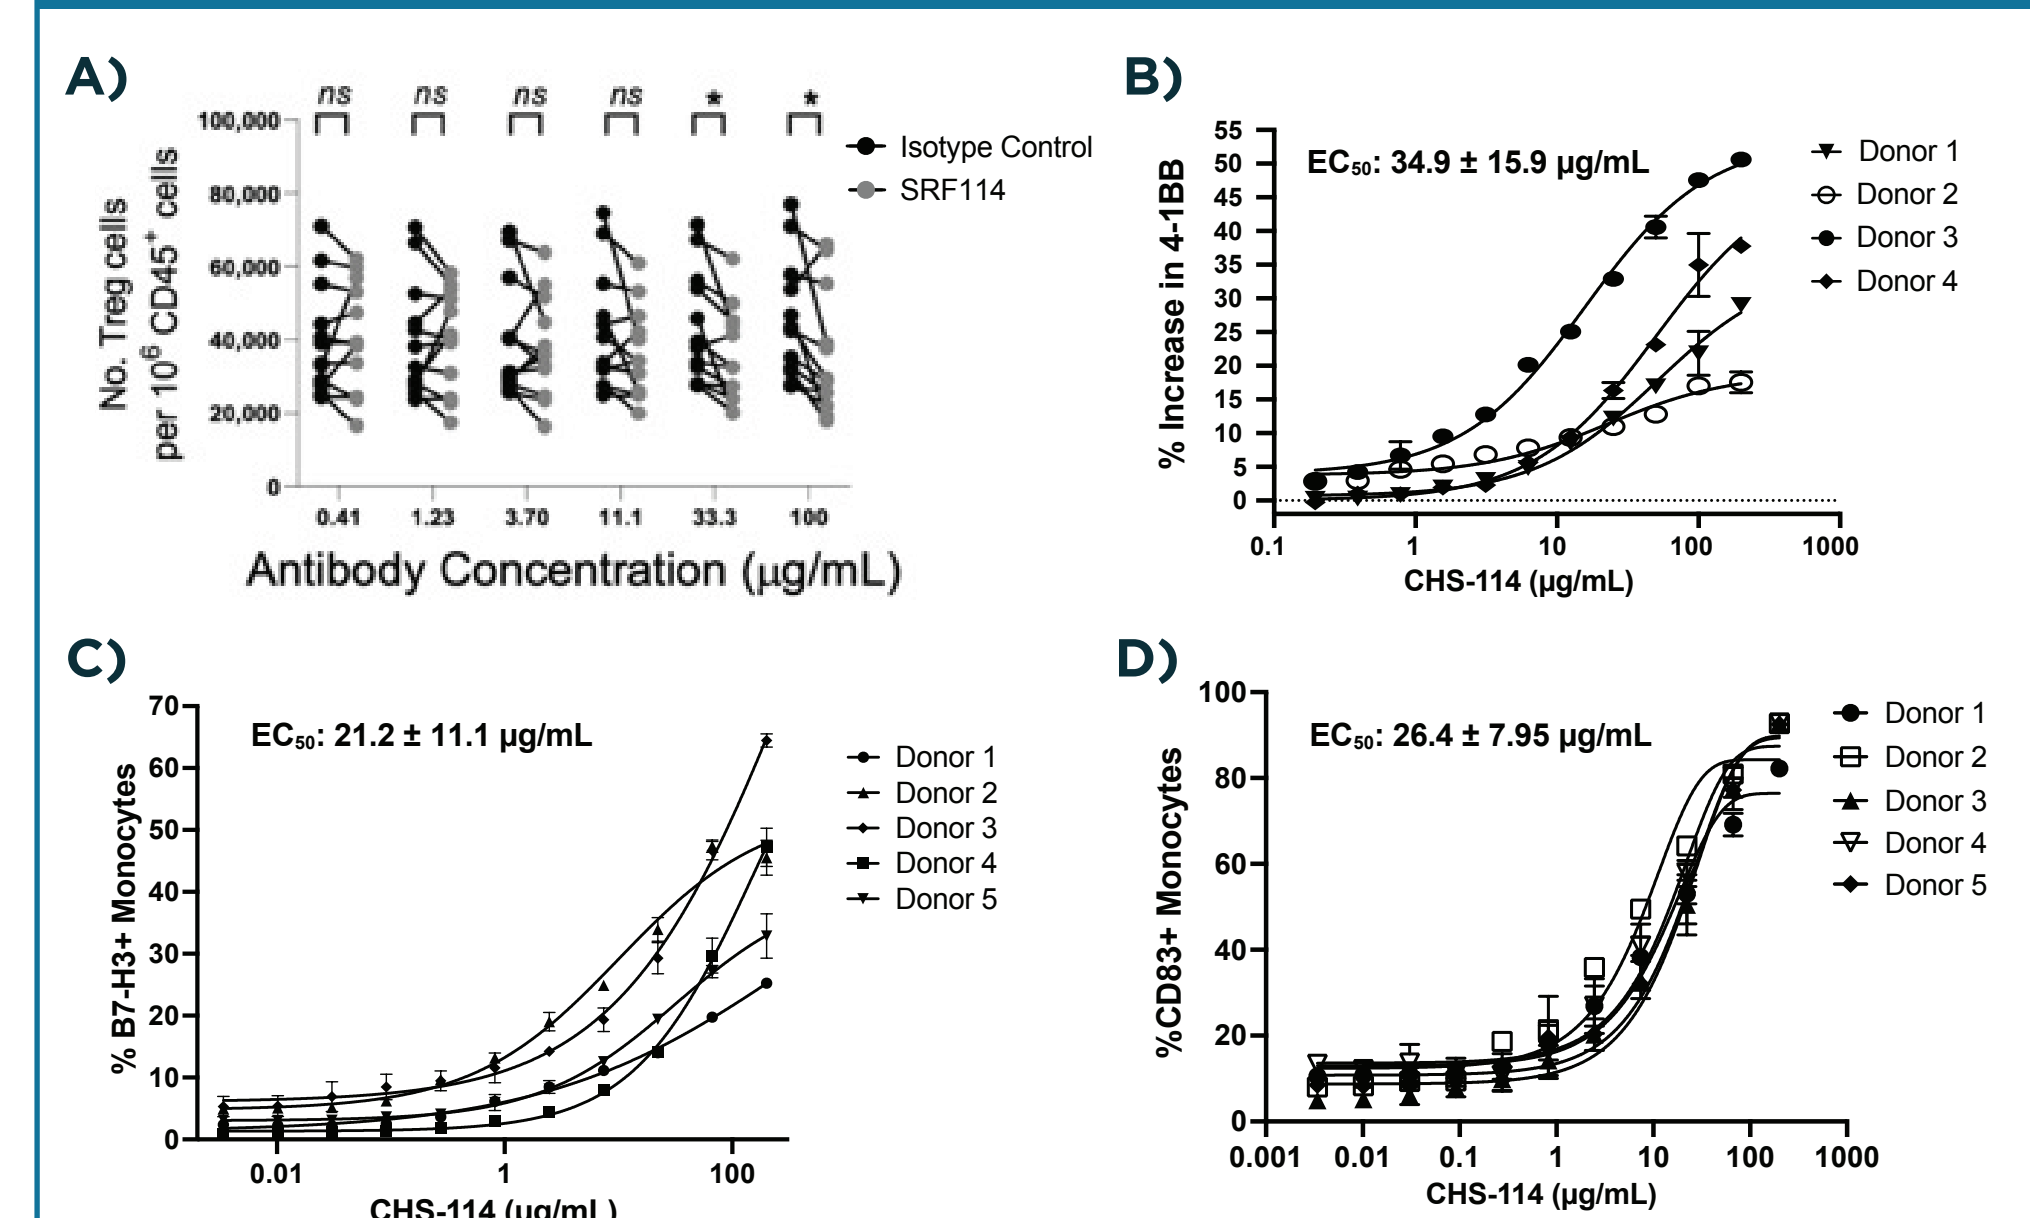 A)
ns ns ns ns * *
No. Treg cells
per 10⁶ CD45⁺ cells
100,000
80,000
60,000
40,000
20,000
0
0.41 1.23 3.70 11.1 33.3 100
Antibody Concentration (µg/mL)
Isotype Control
SRF114
B)
EC₅₀: 34.9 ± 15.9 µg/mL
% Increase in 4-1BB
55
50
45
40
35
30
25
20
15
10
5
0
0.1 1 10 100 1000
CHS-114 (µg/mL)
Donor 1
Donor 2
Donor 3
Donor 4
C)
EC₅₀: 21.2 ± 11.1 µg/mL
% B7-H3+ Monocytes
70
60
50
40
30
20
10
0
0.01 1 100
CHS-114 (µg/mL)
Donor 1
Donor 2
Donor 3
Donor 4
Donor 5
D)
EC₅₀: 26.4 ± 7.95 µg/mL
%CD83+ Monocytes
100
80
60
40
20
0
0.001 0.01 0.1 1 10 100 1000
CHS-114 (µg/mL)
Donor 1
Donor 2
Donor 3
Donor 4
Donor 5